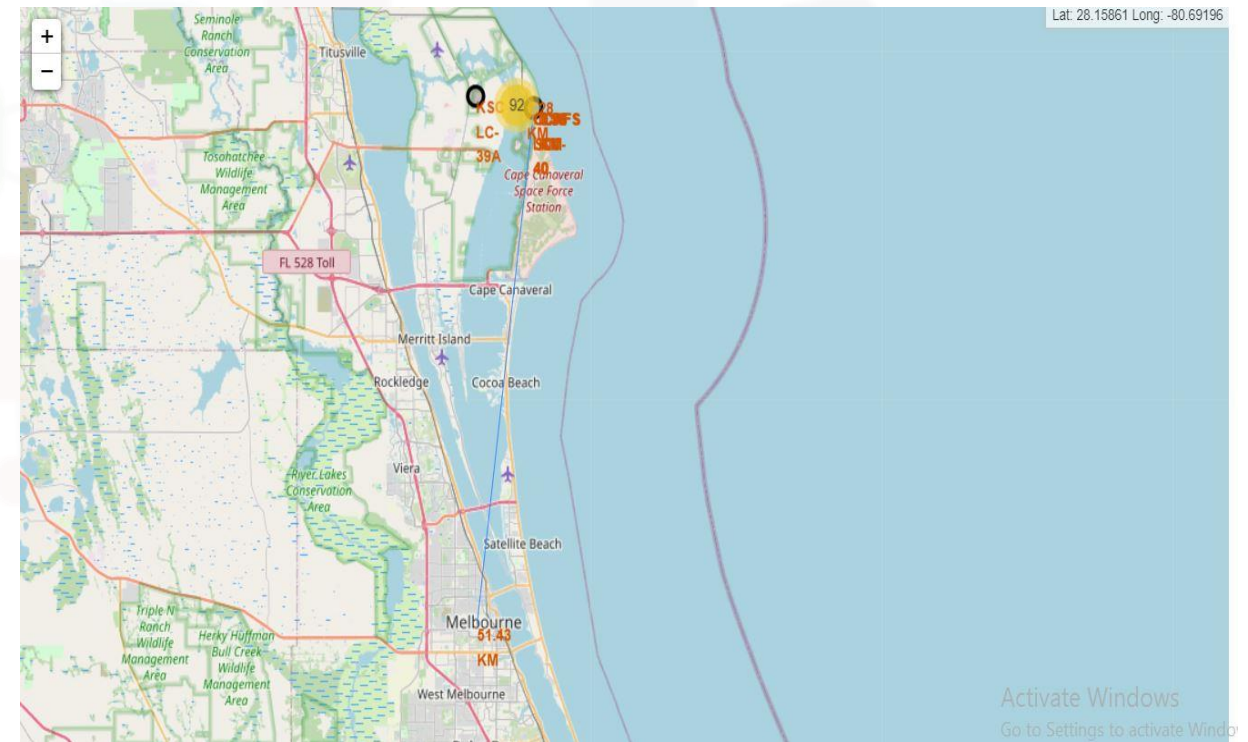 Lat: 28.15861 Long: -80.69196
+
−
Seminole
Ranch
Conservation
Area
Titusville
KSC
LC-
39A
92
28
KM
40
Tosohatchee
Wildlife
Management
Area
Cape Canaveral
Space Force
Station
FL 528 Toll
Cape Canaveral
Merritt Island
Rockledge
Cocoa Beach
Viera
River Lakes
Conservation
Area
Satellite Beach
Triple N
Ranch
Wildlife
Management
Area
Herky Huffman
Bull Creek
Wildlife
Management
Area
Melbourne
51.43
KM
West Melbourne
Activate Windows
Go to Settings to activate Windo